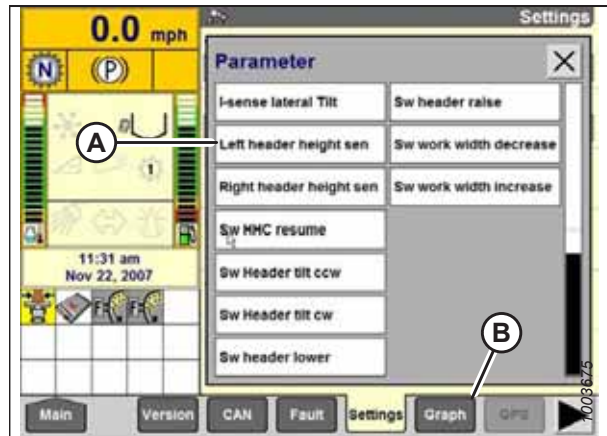 0.0 mph
Settings
N
P
Parameter
I-sense lateral Tilt
Sw header raise
A
Left header height sen
Sw work width decrease
1
Right header height sen
Sw work width increase
Sw HHC resume
11:31 am
Nov 22, 2007
Sw Header tilt ccw
Sw Header tilt cw
B
Sw header lower
1003675
Main
Version
CAN
Fault
Settings
Graph
GPS